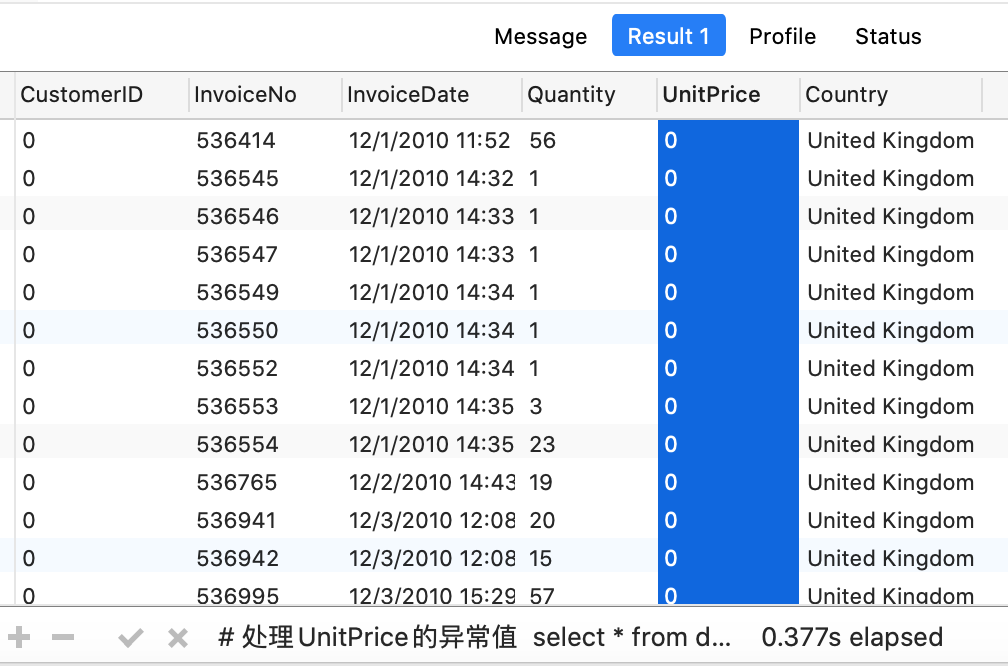 Message Result 1 Profile Status
CustomerID InvoiceNo InvoiceDate Quantity UnitPrice Country
0 536414 12/1/2010 11:52 56 0 United Kingdom
0 536545 12/1/2010 14:32 1 0 United Kingdom
0 536546 12/1/2010 14:33 1 0 United Kingdom
0 536547 12/1/2010 14:33 1 0 United Kingdom
0 536549 12/1/2010 14:34 1 0 United Kingdom
0 536550 12/1/2010 14:34 1 0 United Kingdom
0 536552 12/1/2010 14:34 1 0 United Kingdom
0 536553 12/1/2010 14:35 3 0 United Kingdom
0 536554 12/1/2010 14:35 23 0 United Kingdom
0 536765 12/2/2010 14:43 19 0 United Kingdom
0 536941 12/3/2010 12:08 20 0 United Kingdom
0 536942 12/3/2010 12:08 15 0 United Kingdom
0 536995 12/3/2010 15:29 57 0 United Kingdom
# 处理UnitPrice的异常值 select * from d... 0.377s elapsed